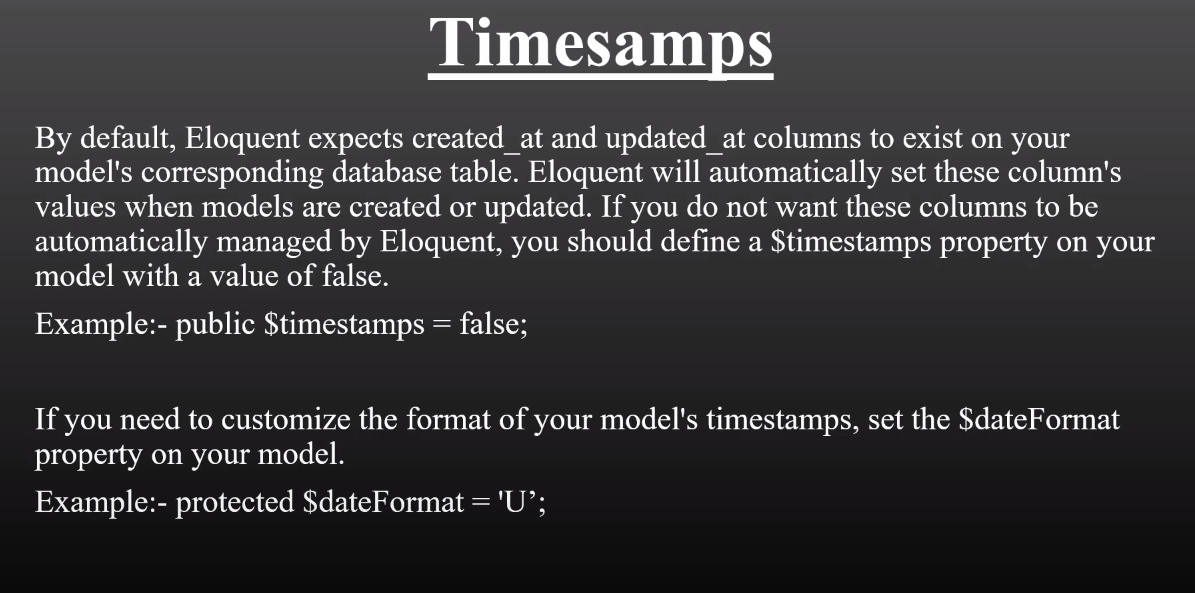 Timesamps
By default, Eloquent expects created_at and updated_at columns to exist on your
model's corresponding database table. Eloquent will automatically set these column's
values when models are created or updated. If you do not want these columns to be
automatically managed by Eloquent, you should define a $timestamps property on your
model with a value of false.
Example:- public $timestamps = false;
If you need to customize the format of your model's timestamps, set the $dateFormat
property on your model.
Example:- protected $dateFormat = 'U’;